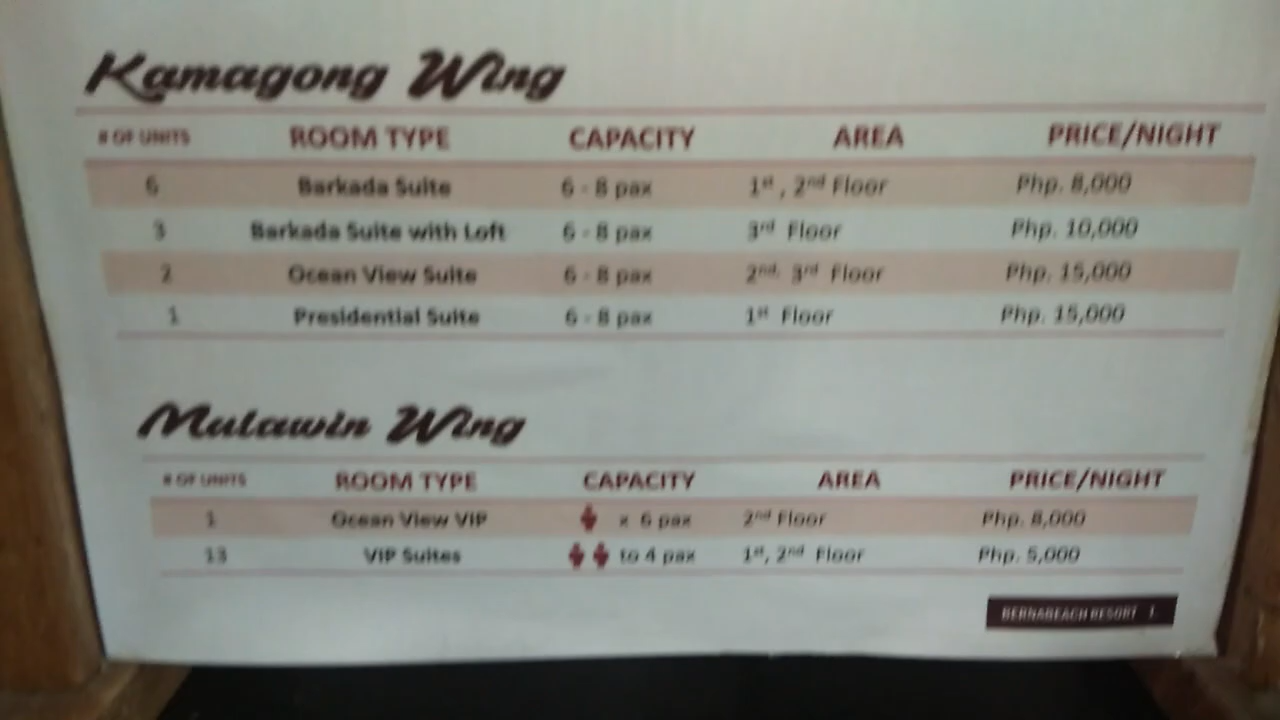 Kamagong Wing
# OF UNITS ROOM TYPE CAPACITY AREA PRICE/NIGHT
6 Barkada Suite 6 - 8 pax 1st , 2nd Floor Php. 8,000
3 Barkada Suite with Loft 6 - 8 pax 3rd Floor Php. 10,000
2 Ocean View Suite 6 - 8 pax 2nd, 3rd Floor Php. 15,000
1 Presidential Suite 6 - 8 pax 1st Floor Php. 15,000
Mulawin Wing
# OF UNITS ROOM TYPE CAPACITY AREA PRICE/NIGHT
1 Ocean View VIP x 6 pax 2nd Floor Php. 8,000
13 VIP Suites to 4 pax 1st, 2nd Floor Php. 5,000
BERNABEACH RESORT 1